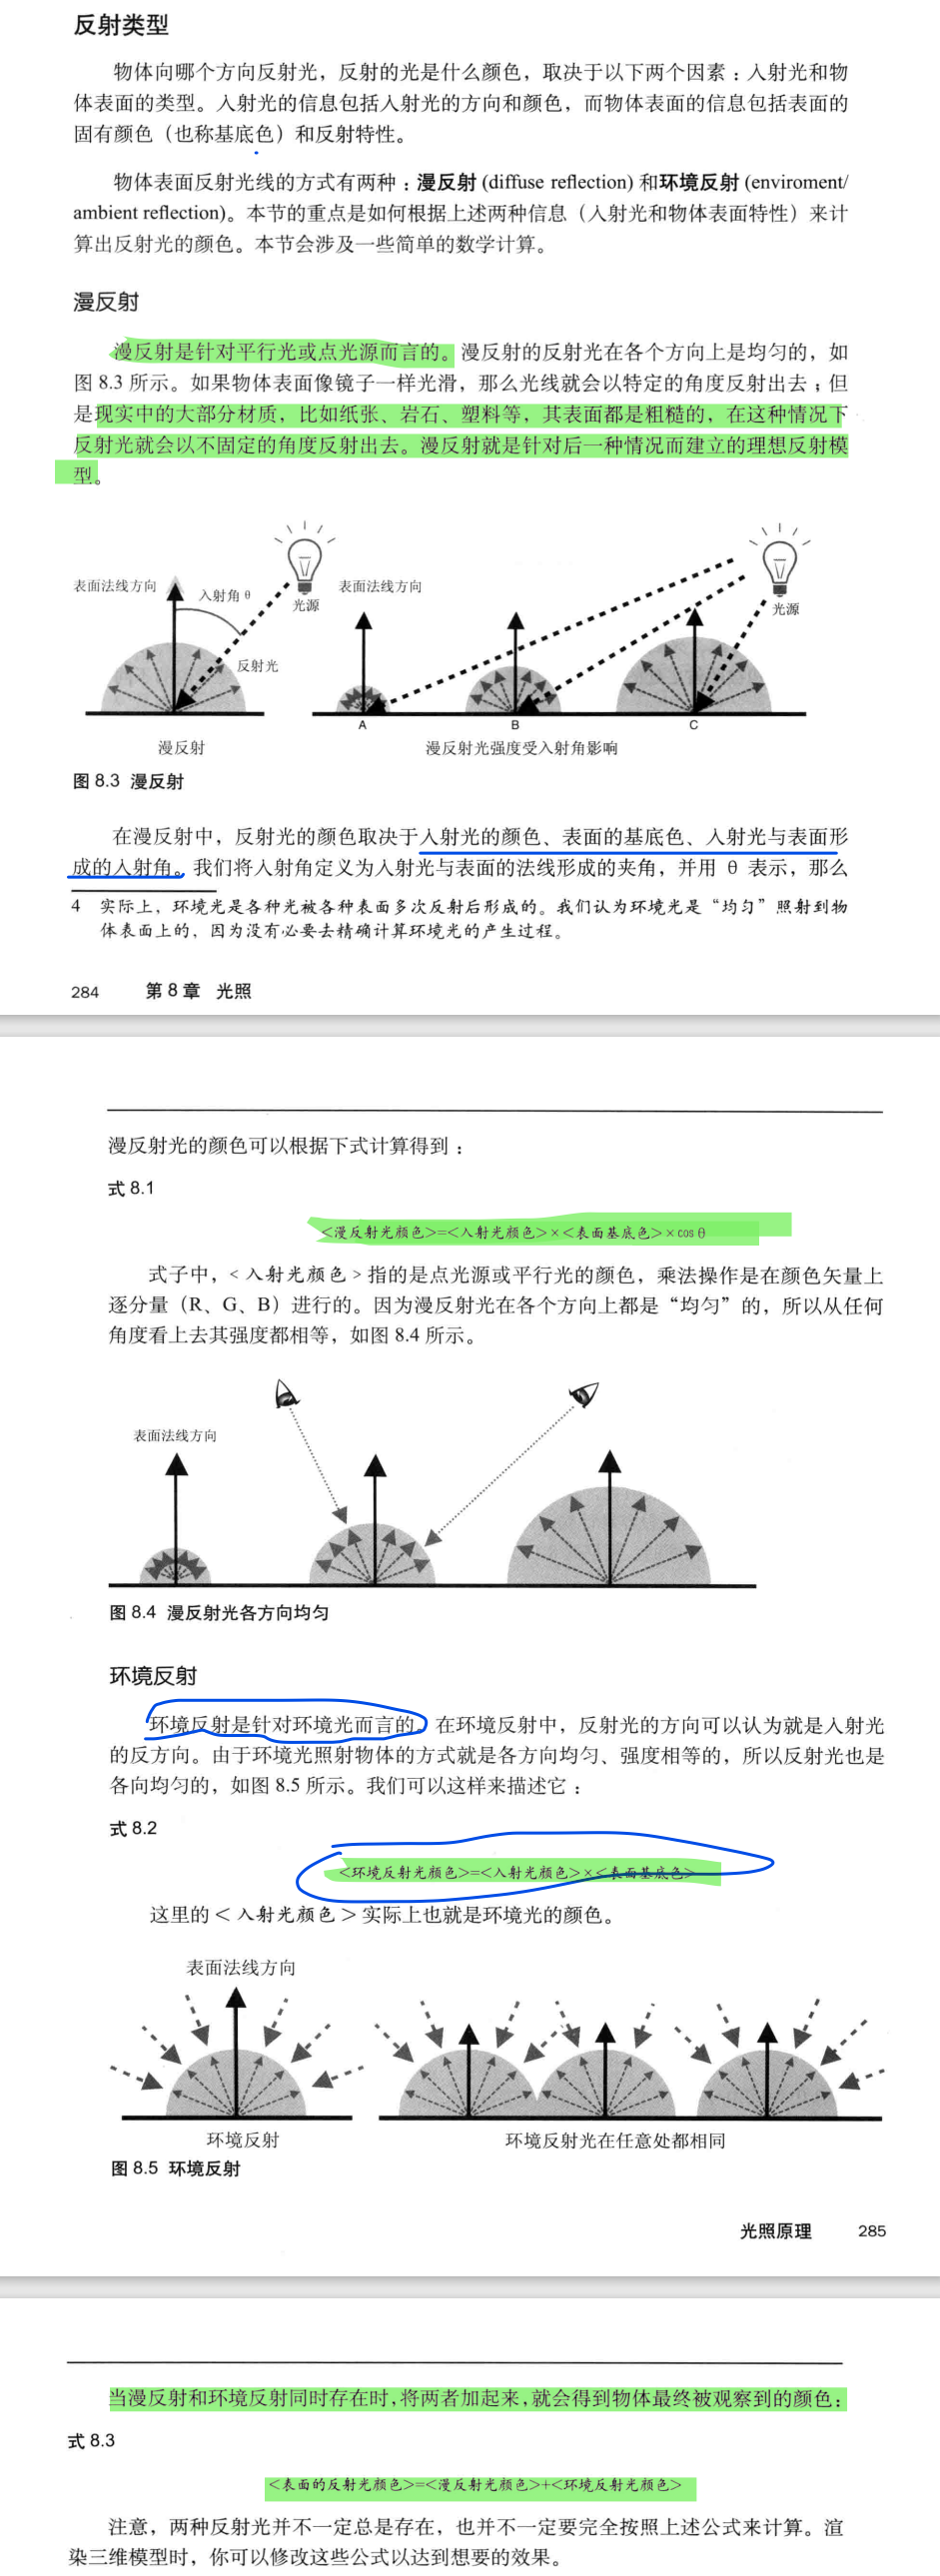 反射类型
物体向哪个方向反射光，反射的光是什么颜色，取决于以下两个因素：入射光和物
体表面的类型。入射光的信息包括入射光的方向和颜色，而物体表面的信息包括表面的
固有颜色（也称基底色）和反射特性。
物体表面反射光线的方式有两种：漫反射 (diffuse reflection) 和环境反射 (enviroment/
ambient reflection)。本节的重点是如何根据上述两种信息（入射光和物体表面特性）来计
算出反射光的颜色。本节会涉及一些简单的数学计算。
漫反射
漫反射是针对平行光或点光源而言的。漫反射的反射光在各个方向上是均匀的，如
图 8.3 所示。如果物体表面像镜子一样光滑，那么光线就会以特定的角度反射出去；但
是现实中的大部分材质，比如纸张、岩石、塑料等，其表面都是粗糙的，在这种情况下
反射光就会以不固定的角度反射出去。漫反射就是针对后一种情况而建立的理想反射模
型。
表面法线方向
入射角 θ
光源
反射光
漫反射
表面法线方向
光源
A
B
C
漫反射光强度受入射角影响
图 8.3 漫反射
在漫反射中，反射光的颜色取决于入射光的颜色、表面的基底色、入射光与表面形
成的入射角。我们将入射角定义为入射光与表面的法线形成的夹角，并用 θ 表示，那么
4 实际上，环境光是各种光被各种表面多次反射后形成的。我们认为环境光是“均匀”照射到物
体表面上的，因为没有必要去精确计算环境光的产生过程。
284 第 8 章 光照
漫反射光的颜色可以根据下式计算得到：
式 8.1
<漫反射光颜色>=<入射光颜色>×<表面基底色>×cos θ
式子中，<入射光颜色>指的是点光源或平行光的颜色，乘法操作是在颜色矢量上
逐分量（R、G、B）进行的。因为漫反射光在各个方向上都是“均匀”的，所以从任何
角度看上去其强度都相等，如图 8.4 所示。
表面法线方向
图 8.4 漫反射光各方向均匀
环境反射
环境反射是针对环境光而言的。在环境反射中，反射光的方向可以认为就是入射光
的反方向。由于环境光照射物体的方式就是各方向均匀、强度相等的，所以反射光也是
各向均匀的，如图 8.5 所示。我们可以这样来描述它：
式 8.2
<环境反射光颜色>=<入射光颜色>×<表面基底色>
这里的<入射光颜色>实际上也就是环境光的颜色。
表面法线方向
环境反射
环境反射光在任意处都相同
图 8.5 环境反射
光照原理 285
当漫反射和环境反射同时存在时，将两者加起来，就会得到物体最终被观察到的颜色：
式 8.3
<表面的反射光颜色>=<漫反射光颜色>+<环境反射光颜色>
注意，两种反射光并不一定总是存在，也并不一定要完全按照上述公式来计算。渲
染三维模型时，你可以修改这些公式以达到想要的效果。